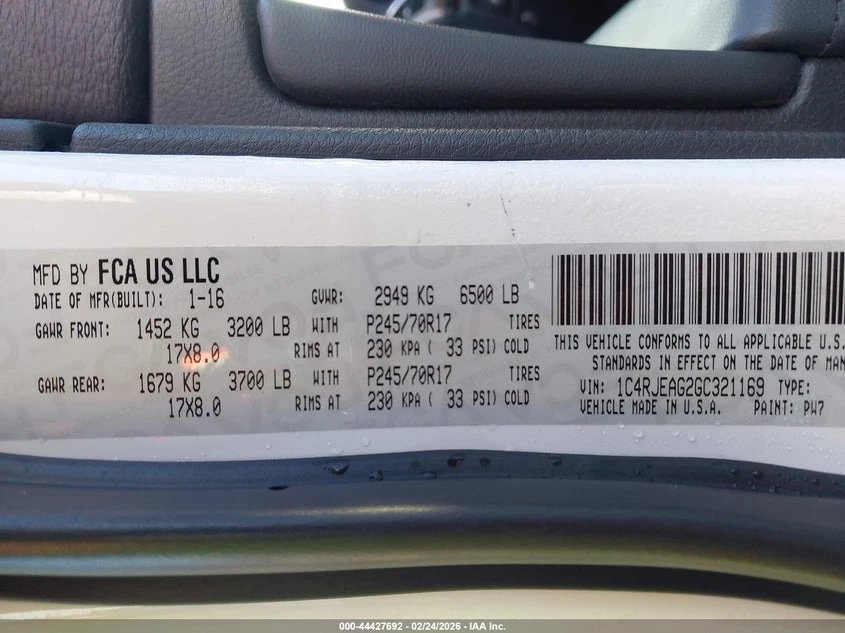 MFD BY FCA US LLC
DATE OF MFR(BUILT): 1-16 GVWR: 2949 KG 6500 LB
GAWR FRONT: 1452 KG 3200 LB WITH P245/70R17 TIRES
17X8.0 RIMS AT 230 KPA ( 33 PSI) COLD
GAWR REAR: 1679 KG 3700 LB WITH P245/70R17 TIRES
17X8.0 RIMS AT 230 KPA ( 33 PSI) COLD
THIS VEHICLE CONFORMS TO ALL APPLICABLE U.S.
STANDARDS IN EFFECT ON THE DATE OF MAN
VIN: 1C4RJEAG2GC321169 TYPE:
VEHICLE MADE IN U.S.A. PAINT: PW7
000-44427692 - 02/24/2026 - IAA Inc.